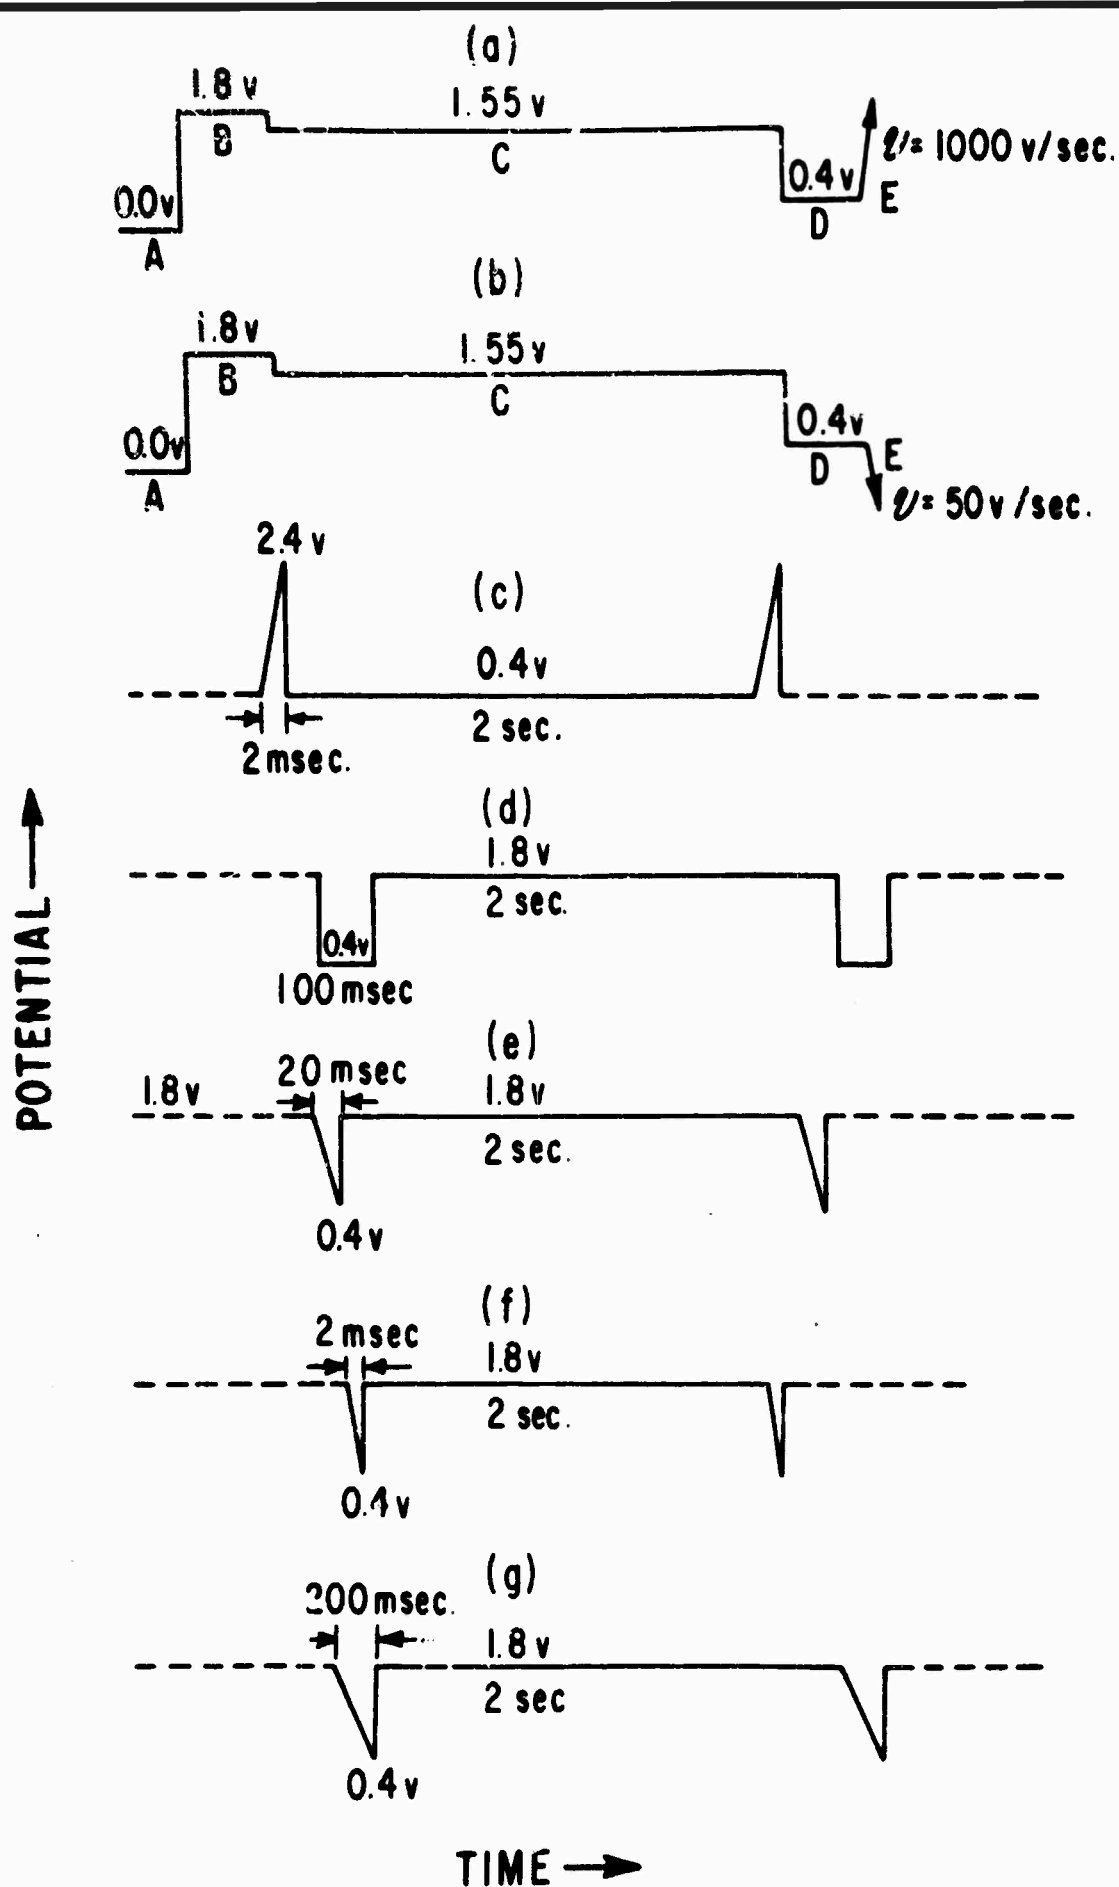 (a)
1.8 v
1.55 v
B
C
v = 1000 v/sec.
0.0v
0.4 v
E
A
D
(b)
1.8 v
1.55 v
B
C
0.0v
0.4v
E
A
D
v = 50 v/sec.
2.4 v
(c)
0.4 v
2 sec.
2 msec.
(d)
1.8 v
2 sec.
0.4v
100 msec
(e)
20 msec
1.8 v
1.8 v
2 sec.
0.4 v
(f)
2 msec
1.8 v
2 sec.
0.4 v
(g)
200 msec.
1.8 v
2 sec
0.4 v
POTENTIAL
TIME